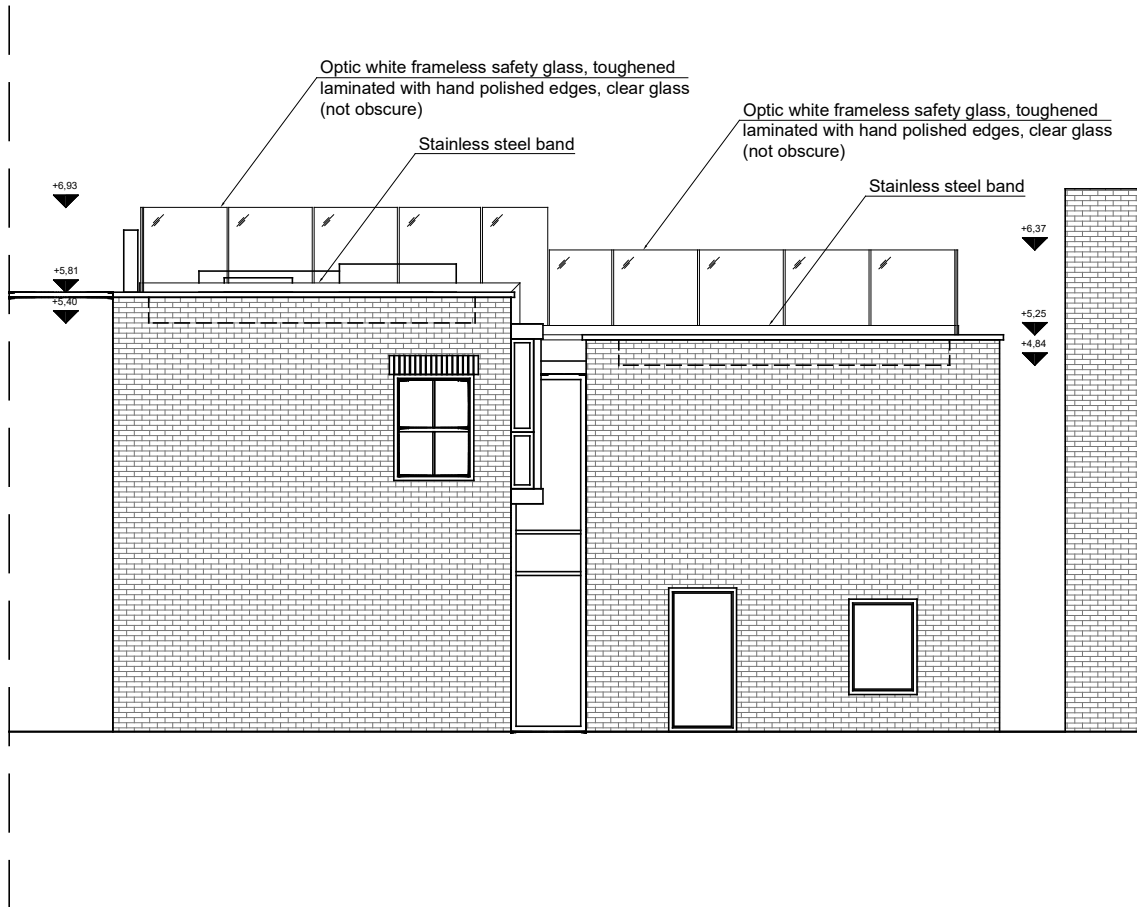 Optic white frameless safety glass, toughened
laminated with hand polished edges, clear glass
(not obscure)
Stainless steel band
Optic white frameless safety glass, toughened
laminated with hand polished edges, clear glass
(not obscure)
Stainless steel band
+6,93
+5,81
+5,40
+6,37
+5,25
+4,84